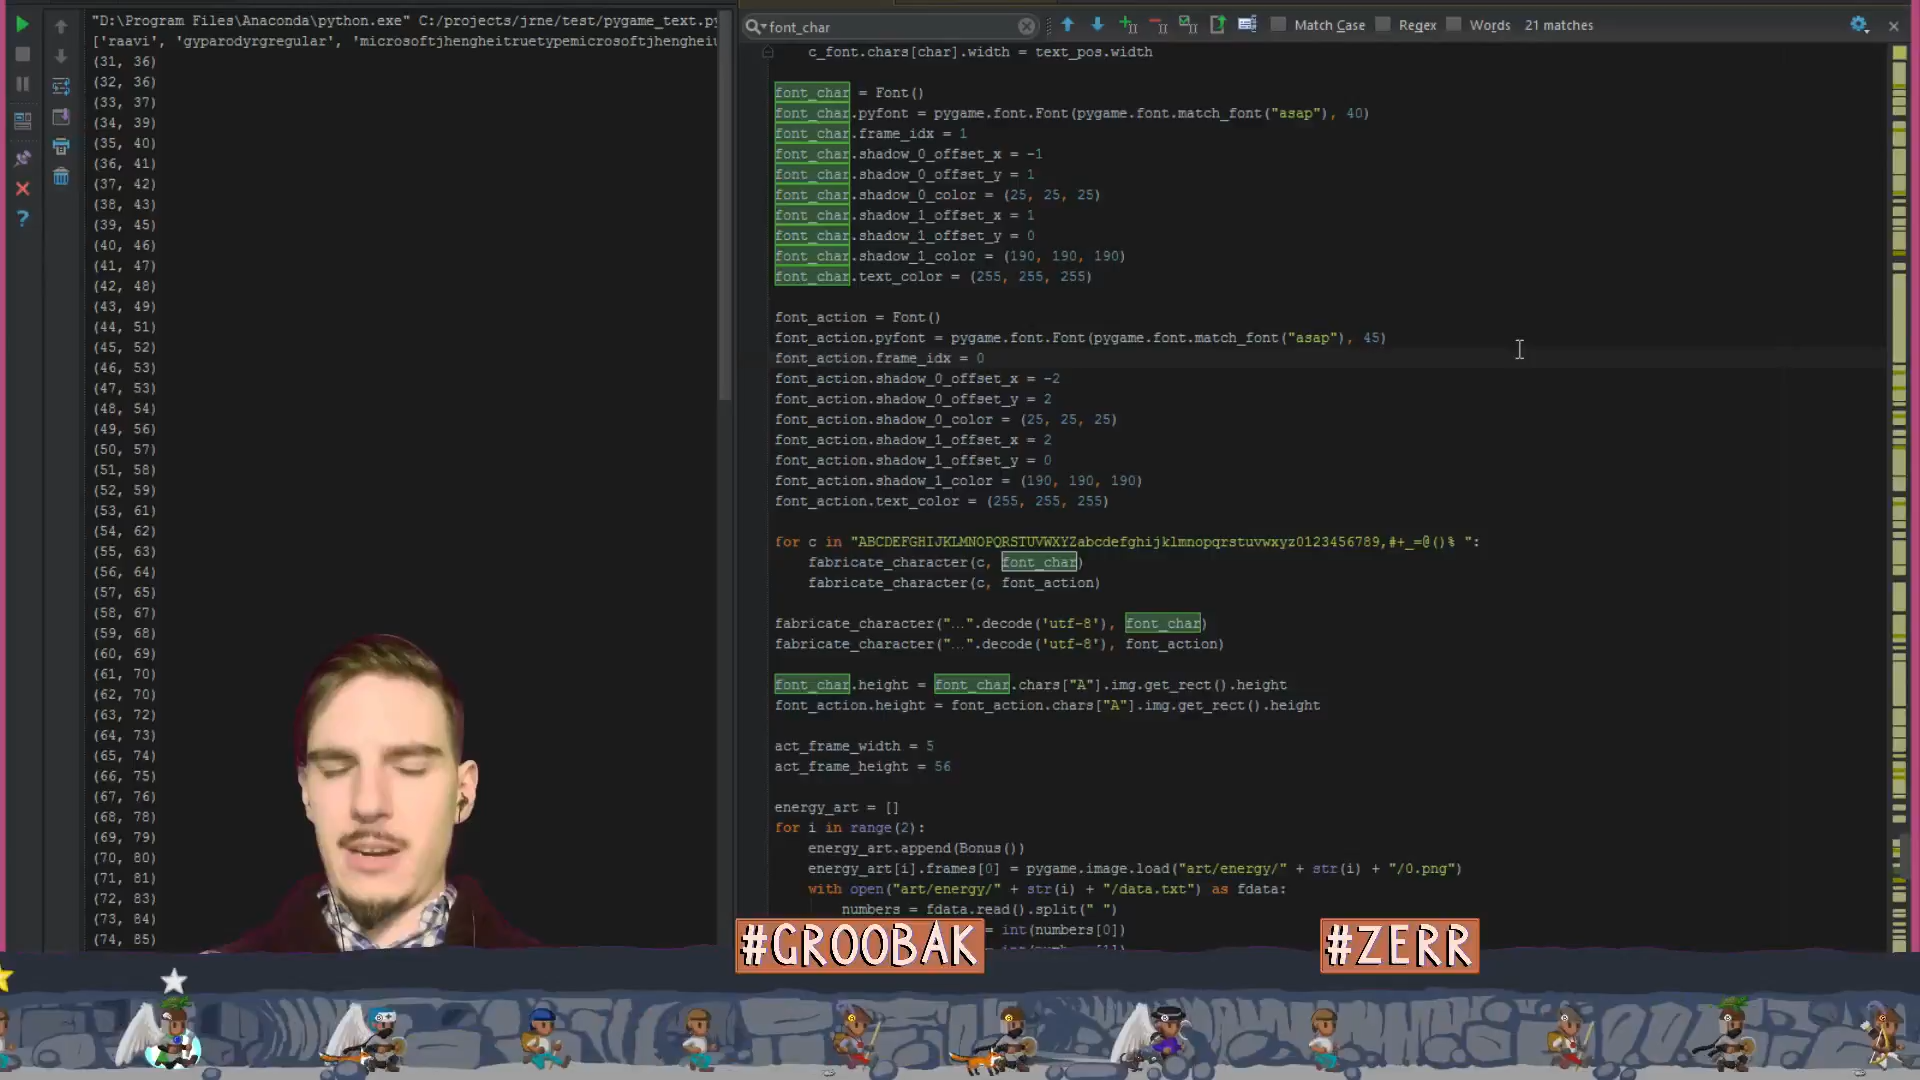 "D:\Program Files\Anaconda\python.exe" C:/projects/jrne/test/pygame_text.py
['raavi', 'gyparodyrgregular', 'microsoftjhengheitruetypemicrosoftjhengheiu
(31, 36)
(32, 36)
(33, 37)
(34, 39)
(35, 40)
(36, 41)
(37, 42)
(38, 43)
(39, 45)
(40, 46)
(41, 47)
(42, 48)
(43, 49)
(44, 51)
(45, 52)
(46, 53)
(47, 53)
(48, 54)
(49, 56)
(50, 57)
(51, 58)
(52, 59)
(53, 61)
(54, 62)
(55, 63)
(56, 64)
(57, 65)
(58, 67)
(59, 68)
(60, 69)
(61, 70)
(62, 70)
(63, 72)
(64, 73)
(65, 74)
(66, 75)
(67, 76)
(68, 78)
(69, 79)
(70, 80)
(71, 81)
(72, 83)
(73, 84)
(74, 85)
font_char
Match Case
Regex
Words
21 matches
c_font.chars[char].width = text_pos.width
font_char = Font()
font_char.pyfont = pygame.font.Font(pygame.font.match_font("asap"), 40)
font_char.frame_idx = 1
font_char.shadow_0_offset_x = -1
font_char.shadow_0_offset_y = 1
font_char.shadow_0_color = (25, 25, 25)
font_char.shadow_1_offset_x = 1
font_char.shadow_1_offset_y = 0
font_char.shadow_1_color = (190, 190, 190)
font_char.text_color = (255, 255, 255)
font_action = Font()
font_action.pyfont = pygame.font.Font(pygame.font.match_font("asap"), 45)
font_action.frame_idx = 0
font_action.shadow_0_offset_x = -2
font_action.shadow_0_offset_y = 2
font_action.shadow_0_color = (25, 25, 25)
font_action.shadow_1_offset_x = 2
font_action.shadow_1_offset_y = 0
font_action.shadow_1_color = (190, 190, 190)
font_action.text_color = (255, 255, 255)
for c in "ABCDEFGHIJKLMNOPQRSTUVWXYZabcdefghijklmnopqrstuvwxyz0123456789,#+_=@()% ":
fabricate_character(c, font_char)
fabricate_character(c, font_action)
fabricate_character("…".decode('utf-8'), font_char)
fabricate_character("…".decode('utf-8'), font_action)
font_char.height = font_char.chars["A"].img.get_rect().height
font_action.height = font_action.chars["A"].img.get_rect().height
act_frame_width = 5
act_frame_height = 56
energy_art = []
for i in range(2):
energy_art.append(Bonus())
energy_art[i].frames[0] = pygame.image.load("art/energy/" + str(i) + "/0.png")
with open("art/energy/" + str(i) + "/data.txt") as fdata:
numbers = fdata.read().split(" ")
= int(numbers[0])
#GROOBAK
#ZERR